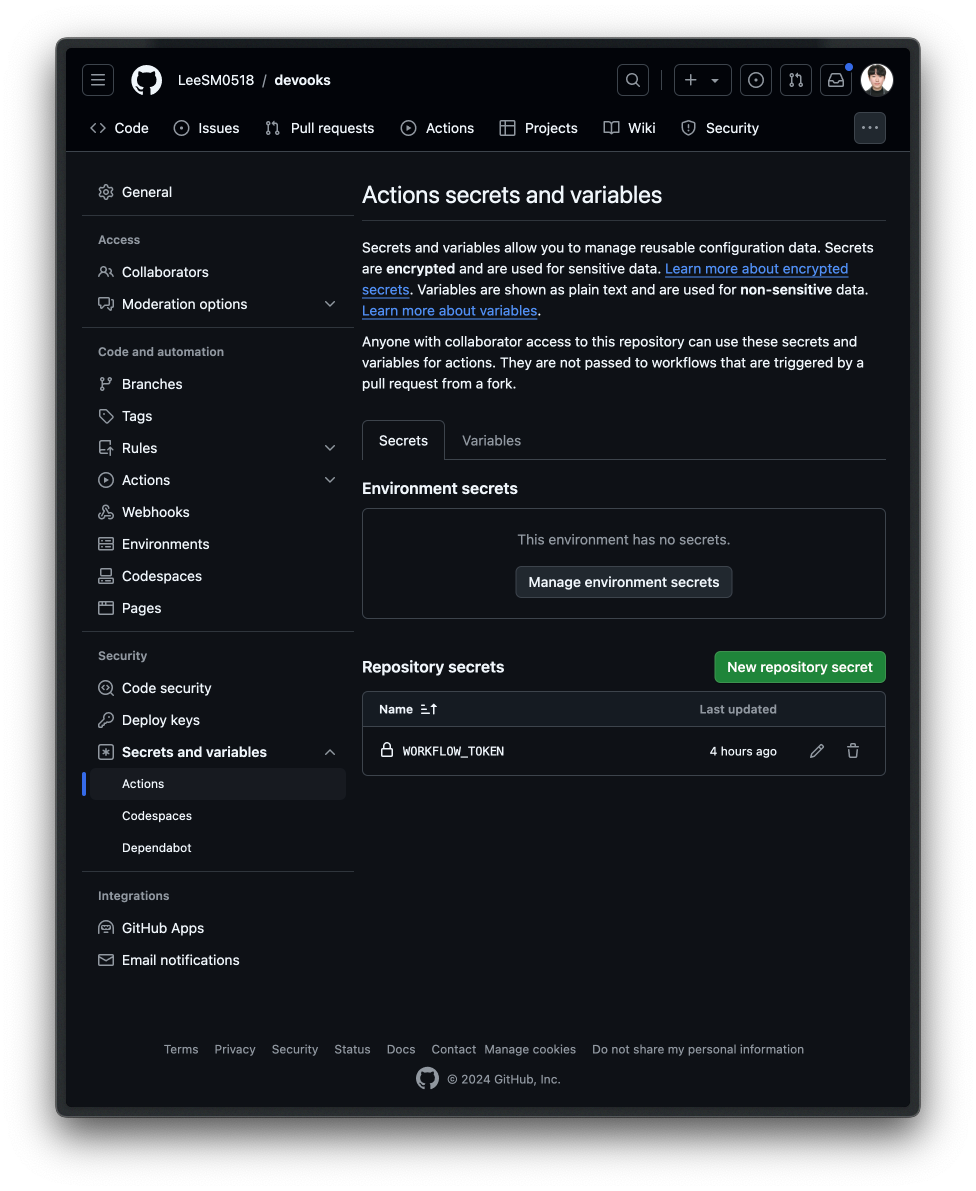 LeeSM0518 / devooks
Code Issues Pull requests Actions Projects Wiki Security
General
Access
Collaborators
Moderation options
Code and automation
Branches
Tags
Rules
Actions
Webhooks
Environments
Codespaces
Pages
Security
Code security
Deploy keys
Secrets and variables
Actions
Codespaces
Dependabot
Integrations
GitHub Apps
Email notifications
Actions secrets and variables
Secrets and variables allow you to manage reusable configuration data. Secrets
are encrypted and are used for sensitive data. Learn more about encrypted
secrets. Variables are shown as plain text and are used for non-sensitive data.
Learn more about variables.
Anyone with collaborator access to this repository can use these secrets and
variables for actions. They are not passed to workflows that are triggered by a
pull request from a fork.
Secrets Variables
Environment secrets
This environment has no secrets.
Manage environment secrets
Repository secrets New repository secret
Name Last updated
WORKFLOW_TOKEN 4 hours ago
Terms Privacy Security Status Docs Contact Manage cookies Do not share my personal information
© 2024 GitHub, Inc.